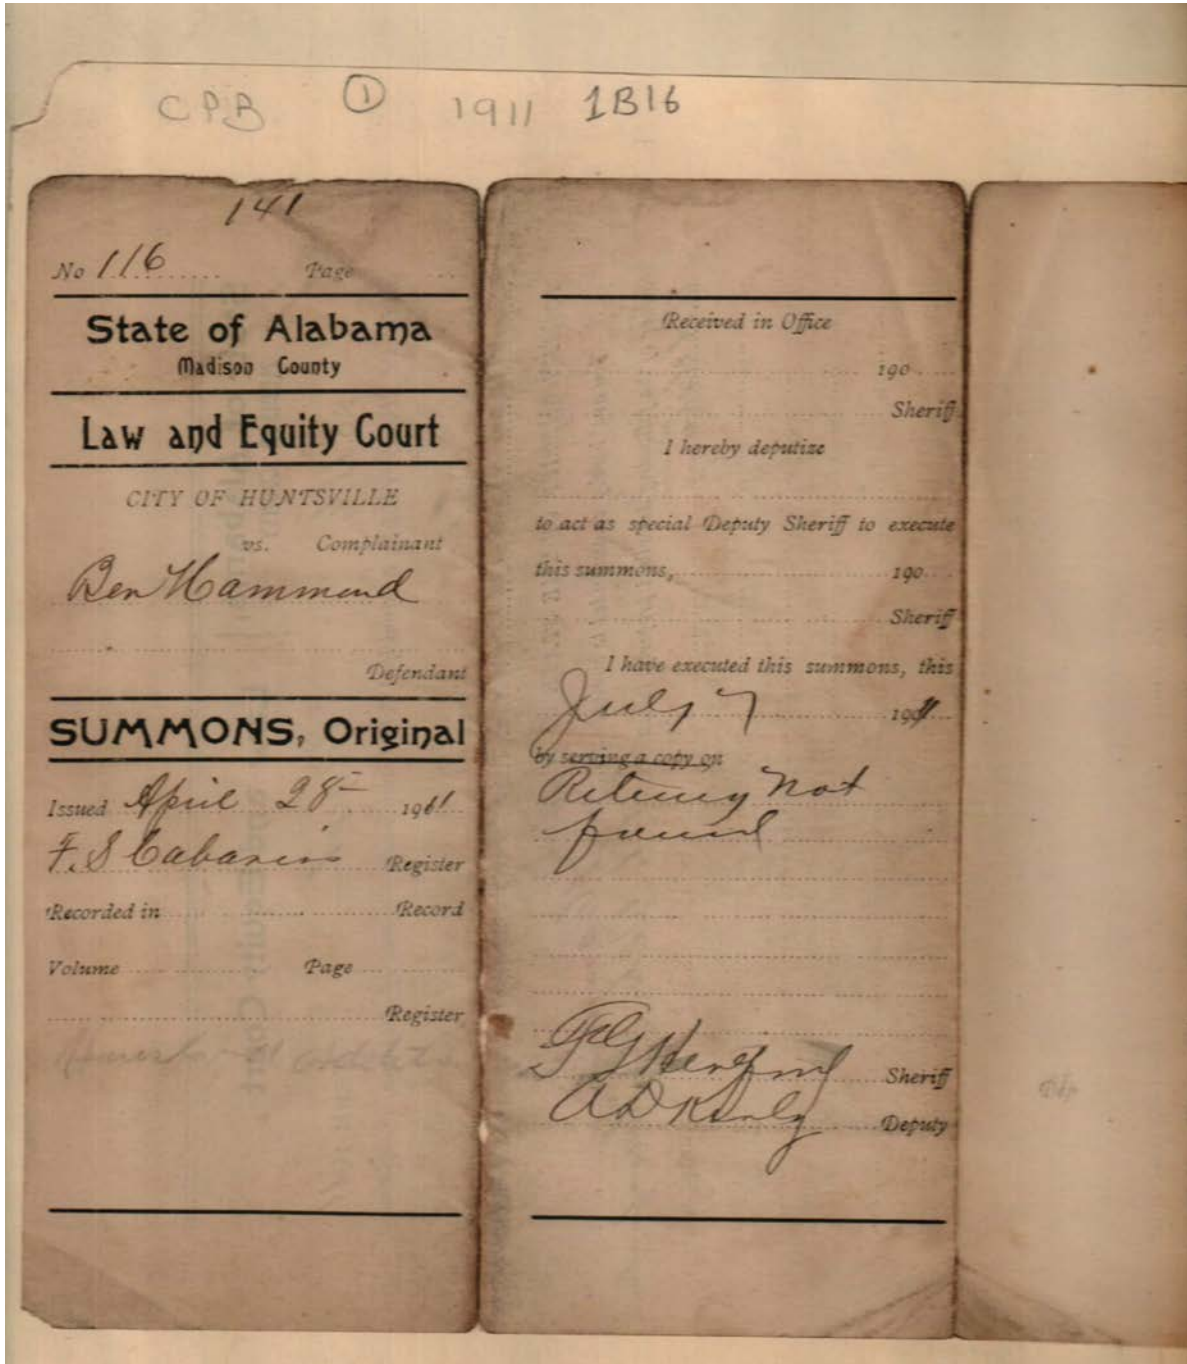 CPB ① 1911 1B16
141
No 116 Page
State of Alabama
Madison County
Law and Equity Court
CITY OF HUNTSVILLE
vs. Complainant
Ben Hammond
Defendant
SUMMONS, Original
Issued April 28 1911
F. S. Register
Recorded in Record
Volume Page
Register
Received in Office
190
Sheriff
I hereby deputize
to act as special Deputy Sheriff to execute
this summons, 190
Sheriff
I have executed this summons, this
July 7 1911
by serving a copy on
not
found
Sheriff
A D Deputy